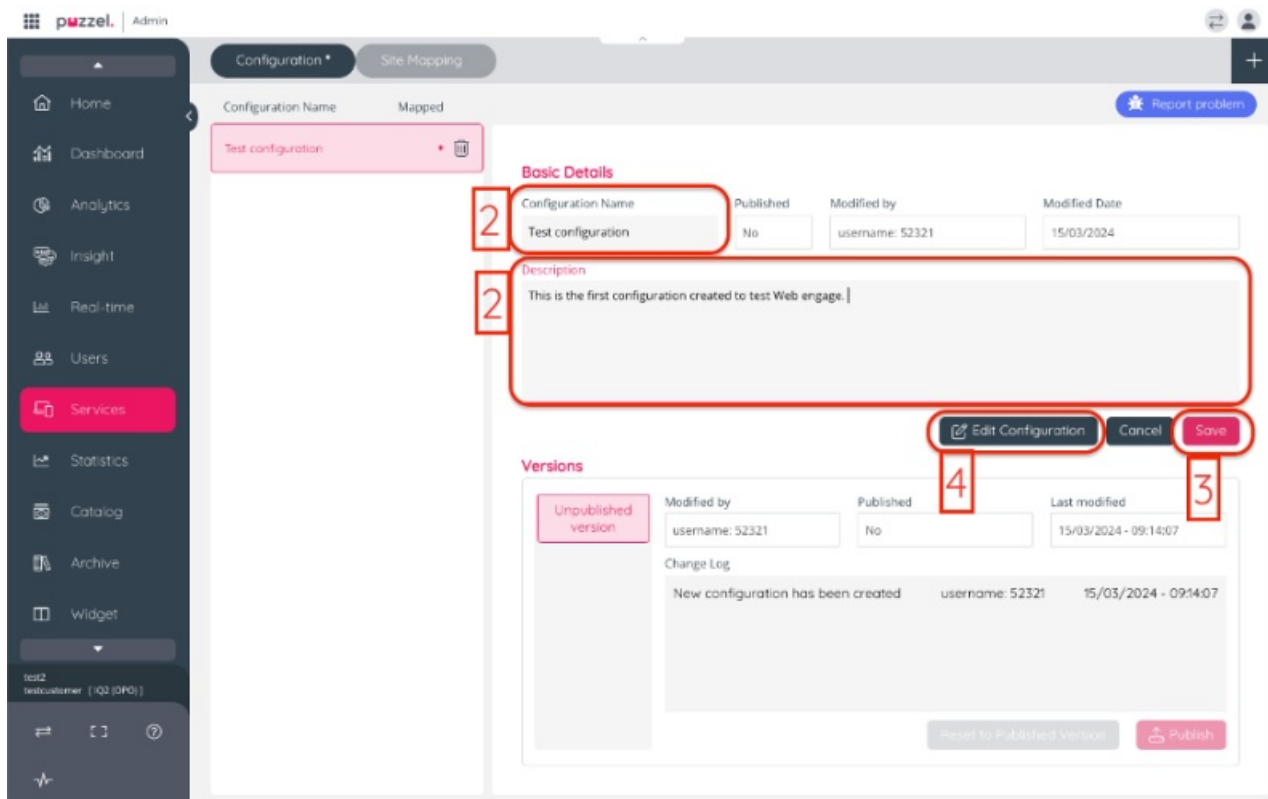 puzzel. Admin
Configuration * Site Mapping +
Home
Dashboard
Analytics
Insight
Real-time
Users
Services
Statistics
Catalog
Archive
Widget
test2
testcustomer [IQ2 (OPO)]
Configuration Name Mapped
Test configuration
Report problem
Basic Details
2
Configuration Name Published Modified by Modified Date
Test configuration No username: 52321 15/03/2024
2
Description
This is the first configuration created to test Web engage.
Edit Configuration Cancel Save
4 3
Versions
Unpublished
version
Modified by Published Last modified
username: 52321 No 15/03/2024 - 09:14:07
Change Log
New configuration has been created username: 52321 15/03/2024 - 09:14:07
Reset to Published Version Publish